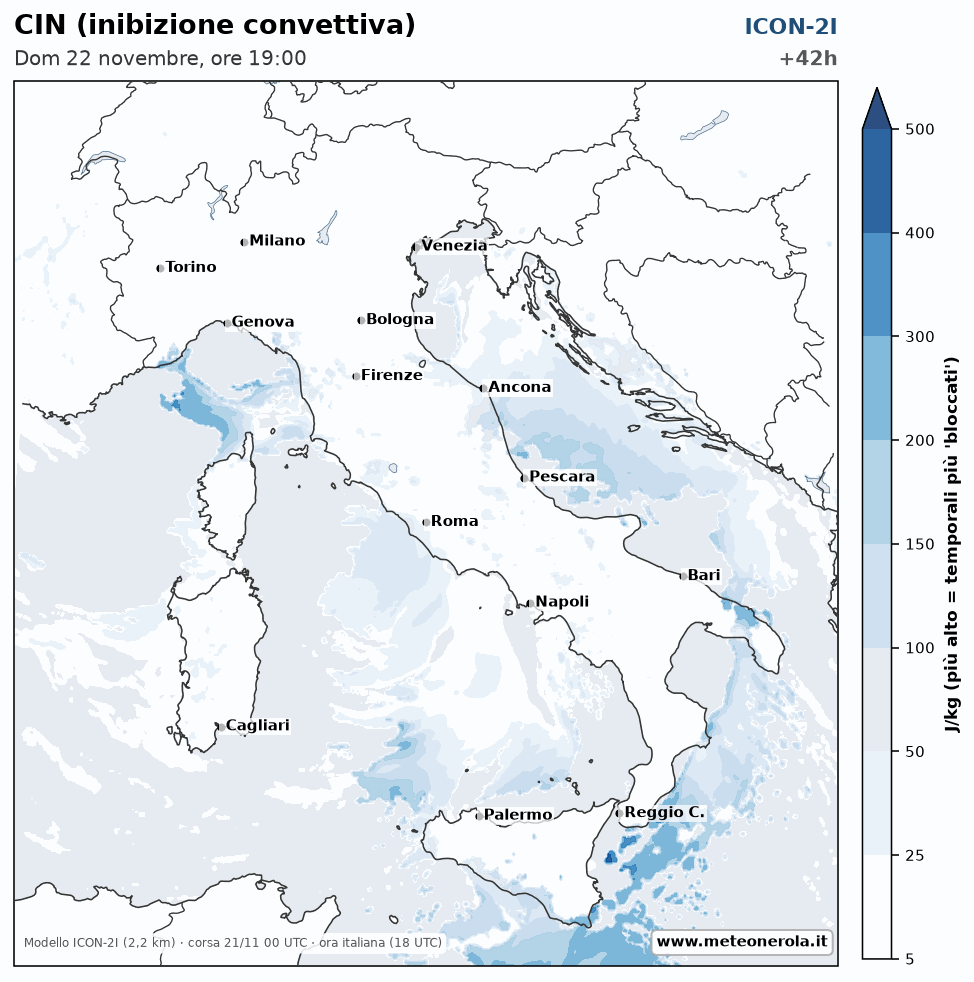 CIN (inibizione convettiva)
ICON-2I
Dom 22 novembre, ore 19:00
+42h
Milano
Venezia
Torino
Genova
Bologna
Firenze
Ancona
Pescara
Roma
Bari
Napoli
Cagliari
Palermo
Reggio C.
Modello ICON-2I (2,2 km) · corsa 21/11 00 UTC · ora italiana (18 UTC)
www.meteonerola.it
500
400
300
200
150
100
50
25
5
J/kg (più alto = temporali più 'bloccati')